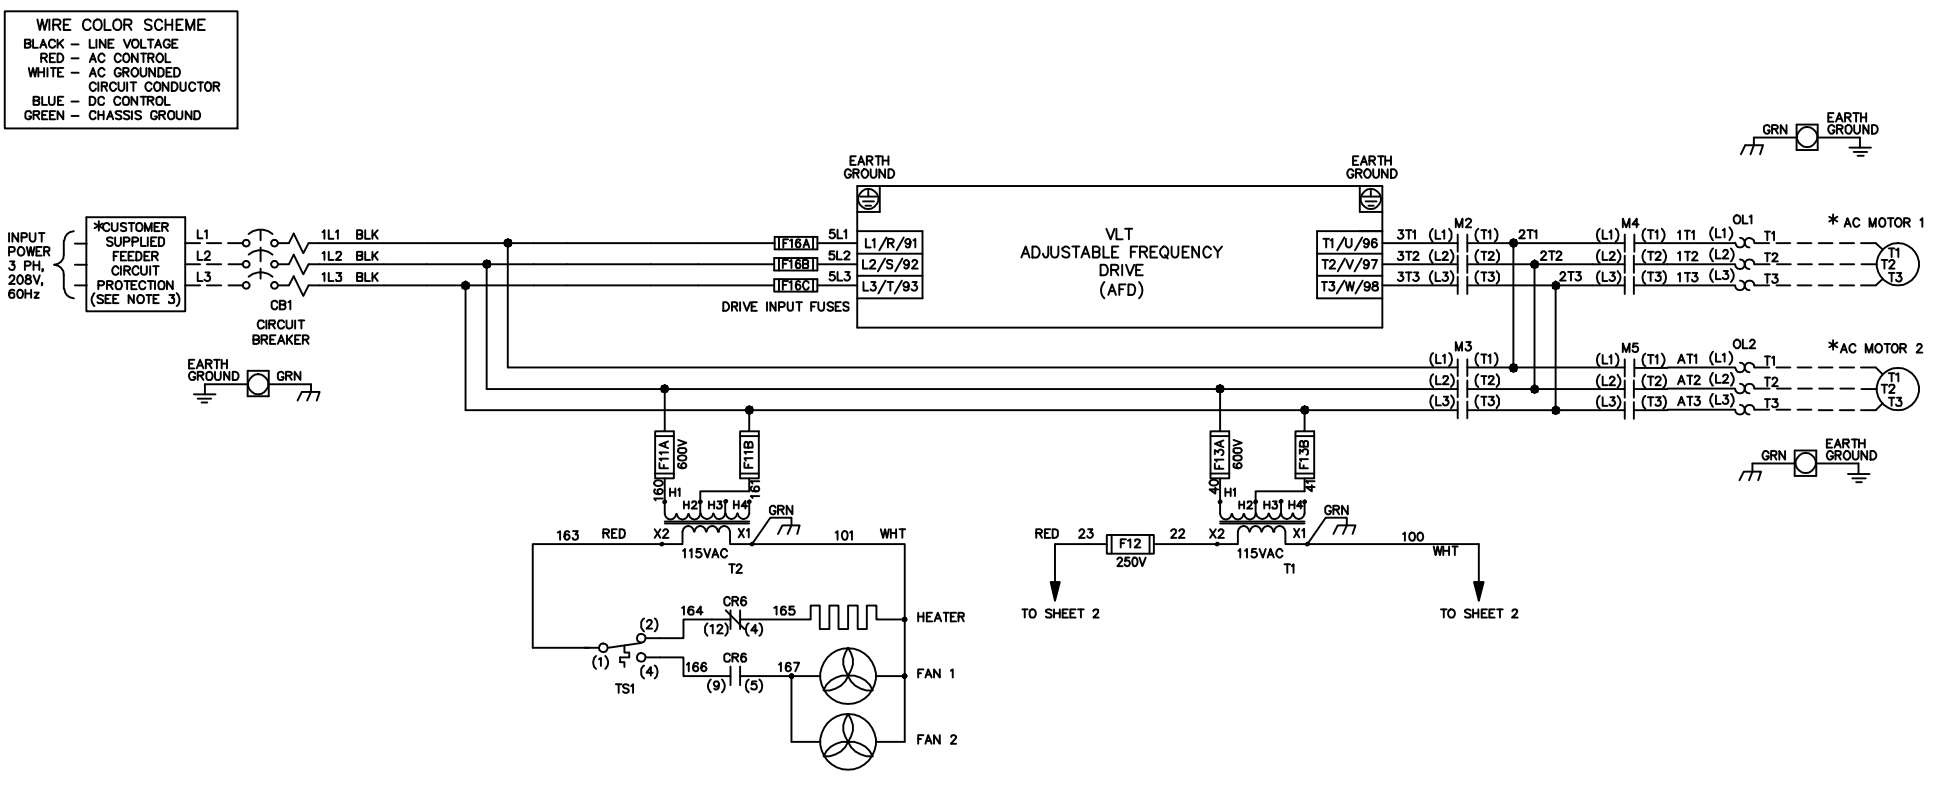 WIRE COLOR SCHEME
BLACK – LINE VOLTAGE
RED – AC CONTROL
WHITE – AC GROUNDED
CIRCUIT CONDUCTOR
BLUE – DC CONTROL
GREEN – CHASSIS GROUND
GRN
EARTH
GROUND
EARTH
GROUND
EARTH
GROUND
INPUT
POWER
3 PH,
208V,
60Hz
*CUSTOMER
SUPPLIED
FEEDER
CIRCUIT
PROTECTION
(SEE NOTE 3)
L1
L2
L3
CB1
CIRCUIT
BREAKER
1L1 BLK
1L2 BLK
1L3 BLK
F16A
F16B
F16C
DRIVE INPUT FUSES
5L1
5L2
5L3
L1/R/91
L2/S/92
L3/T/93
VLT
ADJUSTABLE FREQUENCY
DRIVE
(AFD)
T1/U/96
T2/V/97
T3/W/98
M2
3T1 (L1) (T1) 2T1
3T2 (L2) (T2) 2T2
3T3 (L3) (T3) 2T3
M4
(L1) (T1) 1T1 (L1)
(L2) (T2) 1T2 (L2)
(L3) (T3) 1T3 (L3)
OL1
T1
T2
T3
* AC MOTOR 1
T1
T2
T3
EARTH
GROUND
GRN
M3
(L1) (T1)
(L2) (T2)
(L3) (T3)
M5
(L1) (T1) AT1 (L1)
(L2) (T2) AT2 (L2)
(L3) (T3) AT3 (L3)
OL2
T1
T2
T3
*AC MOTOR 2
T1
T2
T3
GRN
EARTH
GROUND
F11A
600V
F11B
160
161
H1
H2 H3 H4
GRN
163 RED X2 X1 101 WHT
115VAC
T2
F13A
600V
F13B
40
41
H1
H2 H3 H4
GRN
RED 23 F12 22 X2 X1 100
WHT
250V
115VAC
T1
TO SHEET 2
TO SHEET 2
164 CR6 165
(12) (4)
HEATER
(2)
(1)
(4)
TS1
166 CR6 167
(9) (5)
FAN 1
FAN 2